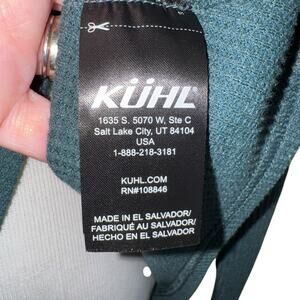 KÜHL
1635 S. 5070 W, Ste C
Salt Lake City, UT 84104
USA
1-888-218-3181
KUHL.COM
RN#108846
MADE IN EL SALVADOR/
FABRIQUÉ AU SALVADOR/
HECHO EN EL SALVADOR